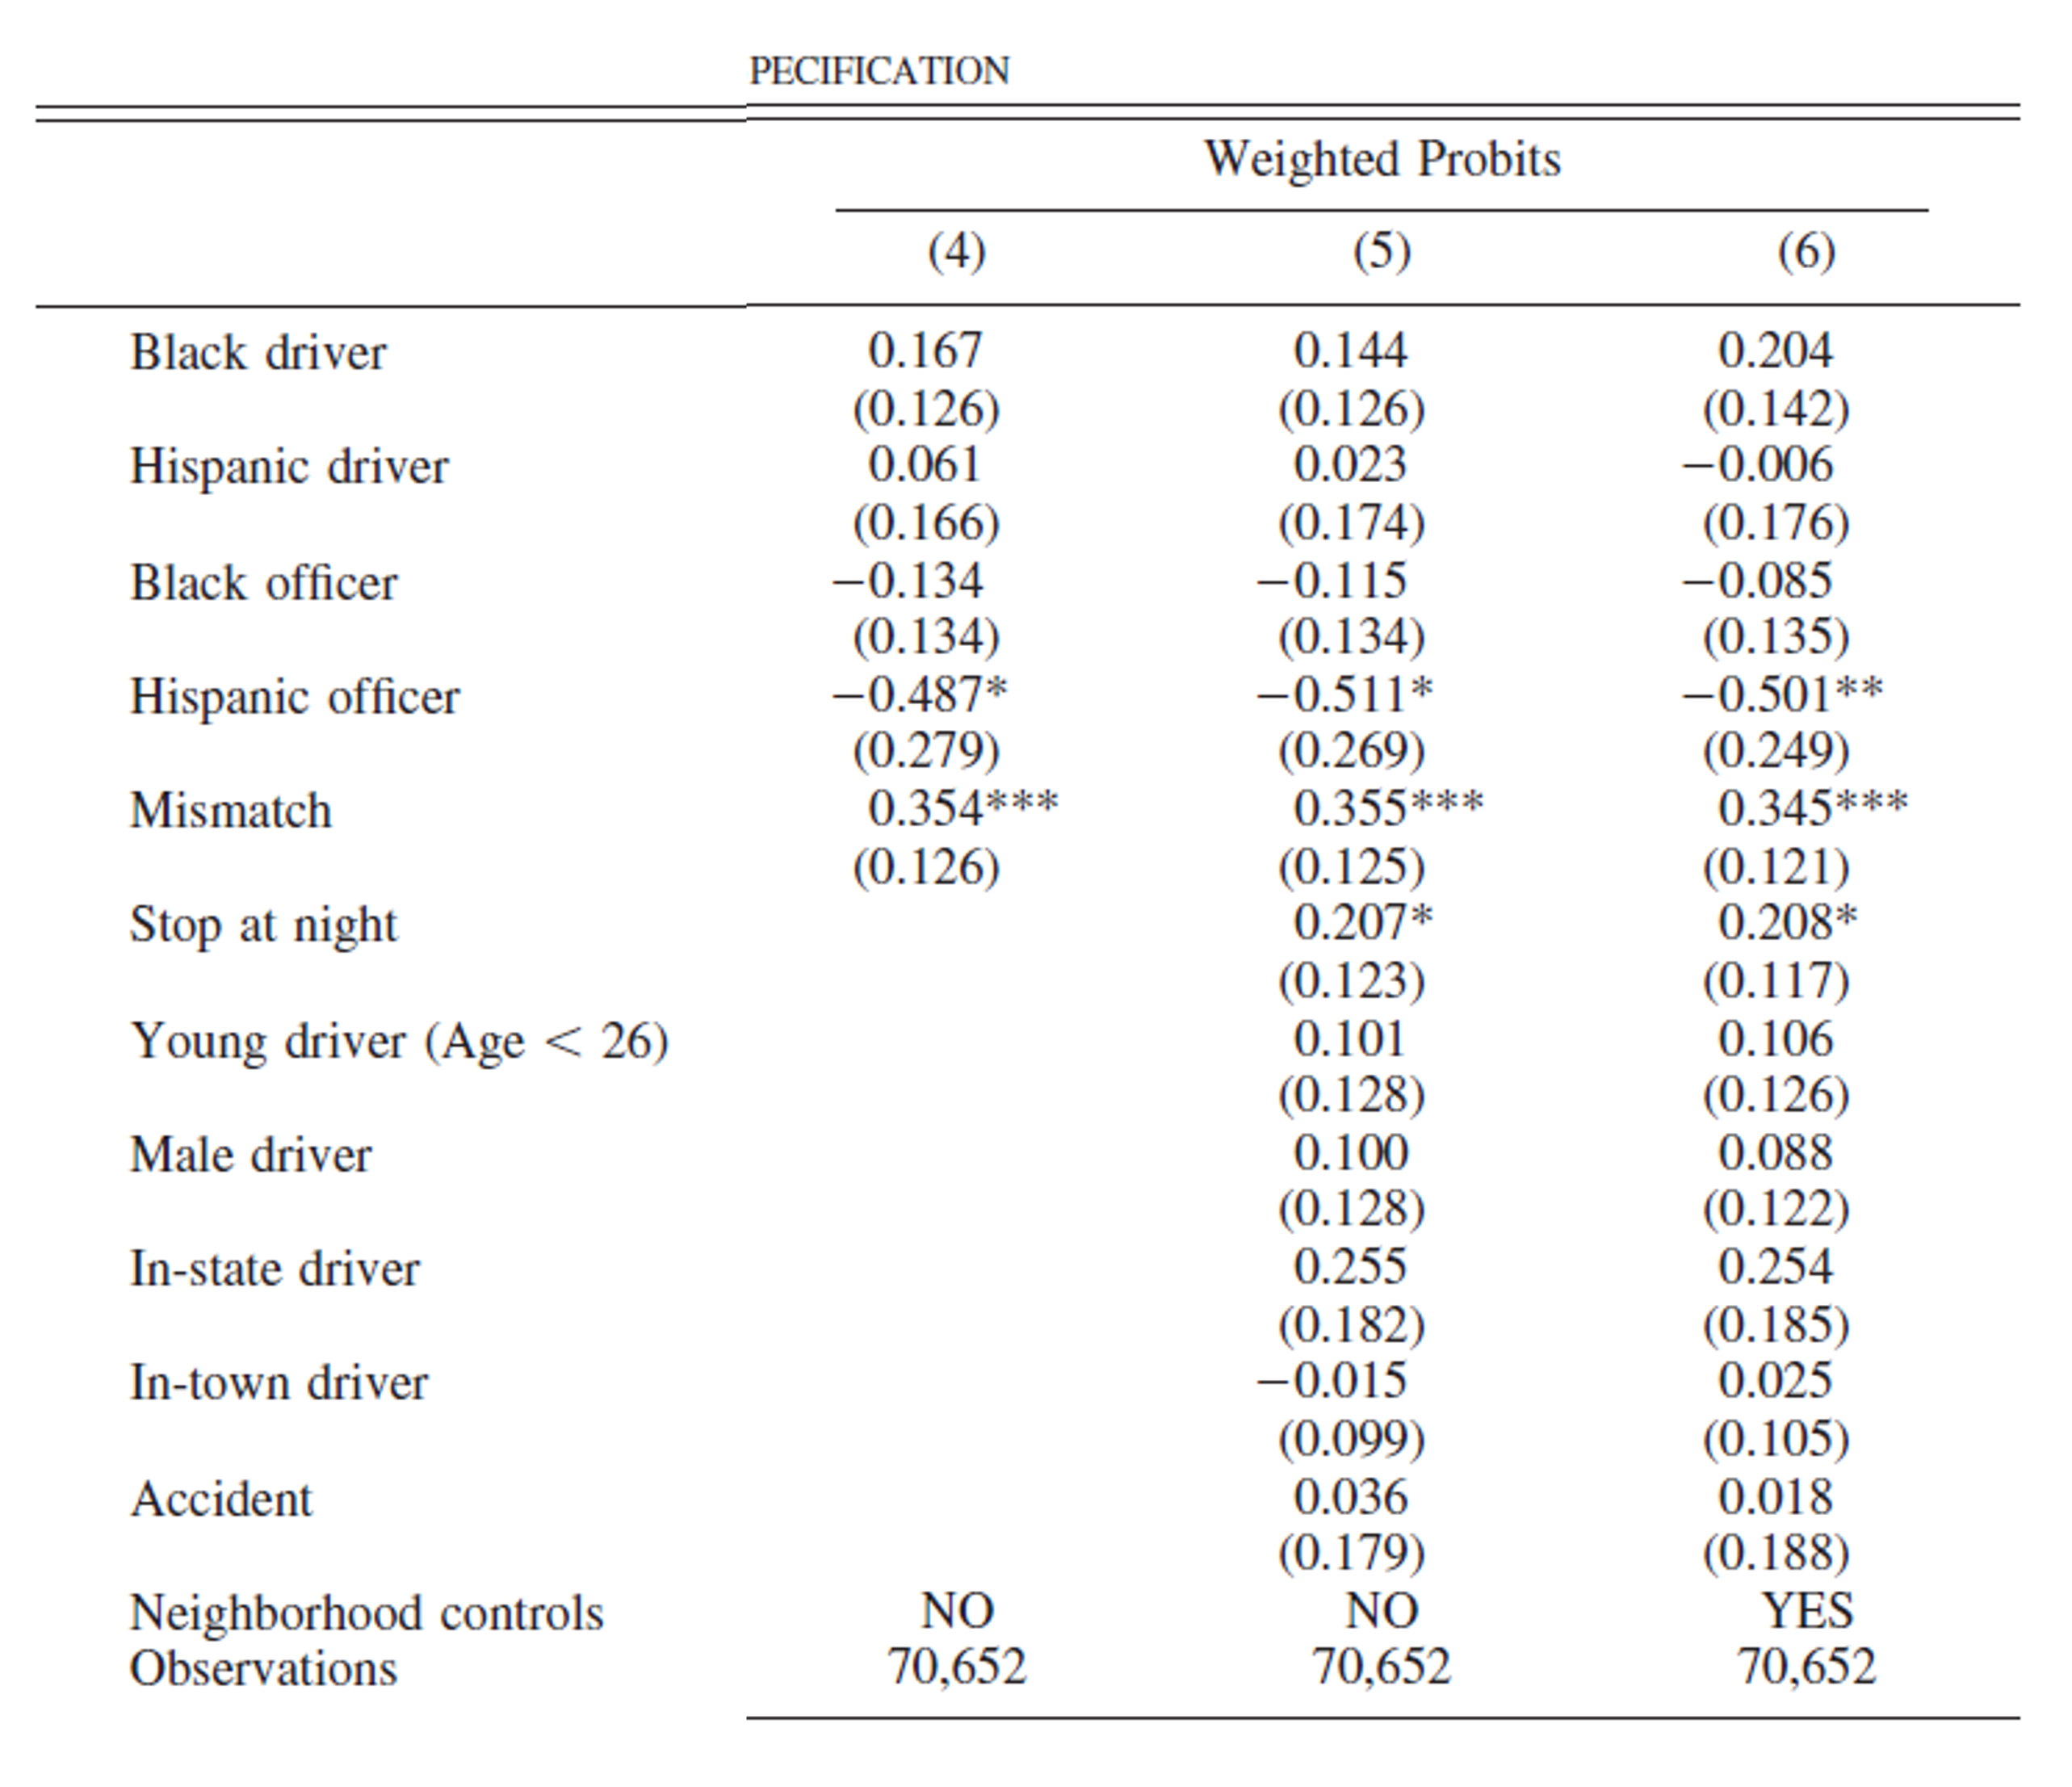 PECIFICATION
Weighted Probits
(4) (5) (6)
Black driver 0.167 0.144 0.204
(0.126) (0.126) (0.142)
Hispanic driver 0.061 0.023 −0.006
(0.166) (0.174) (0.176)
Black officer −0.134 −0.115 −0.085
(0.134) (0.134) (0.135)
Hispanic officer −0.487* −0.511* −0.501**
(0.279) (0.269) (0.249)
Mismatch 0.354*** 0.355*** 0.345***
(0.126) (0.125) (0.121)
Stop at night 0.207* 0.208*
(0.123) (0.117)
Young driver (Age < 26) 0.101 0.106
(0.128) (0.126)
Male driver 0.100 0.088
(0.128) (0.122)
In-state driver 0.255 0.254
(0.182) (0.185)
In-town driver −0.015 0.025
(0.099) (0.105)
Accident 0.036 0.018
(0.179) (0.188)
Neighborhood controls NO NO YES
Observations 70,652 70,652 70,652